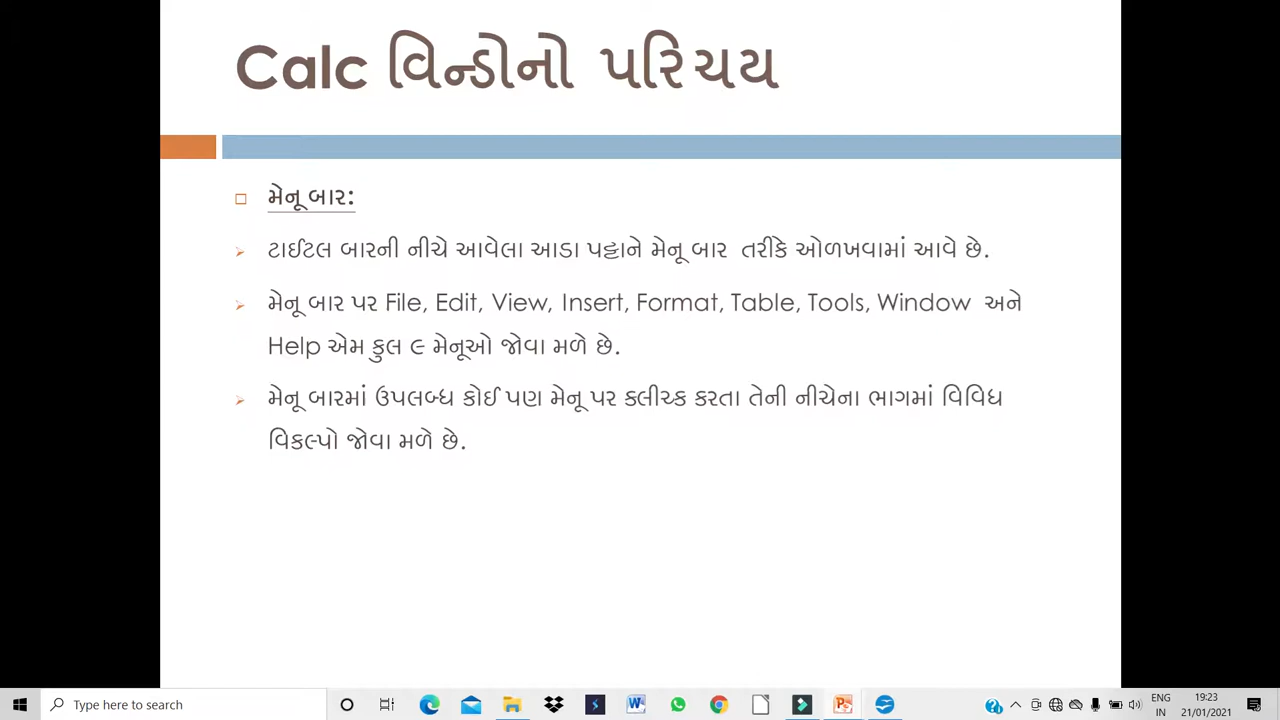 Calc વિન્ડોનો પરિચય
મેનૂ બાર:
ટાઈટલ બારની નીચે આવેલા આડા પટ્ટાને મેનૂ બાર તરીકે ઓળખવામાં આવે છે.
મેનૂ બાર પર File, Edit, View, Insert, Format, Table, Tools, Window અને
Help એમ કુલ ૯ મેનૂઓ જોવા મળે છે.
મેનૂ બારમાં ઉપલબ્ધ કોઈ પણ મેનૂ પર ક્લીચ્ક કરતા તેની નીચેના ભાગમાં વિવિધ
વિકલ્પો જોવા મળે છે.
Type here to search
ENG
IN
19:23
21/01/2021